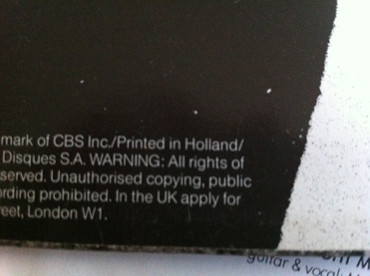 mark of CBS Inc./Printed in Holland/
Disques S.A. WARNING: All rights of
served. Unauthorised copying, public
rding prohibited. In the UK apply for
reet, London W1.
guitar & vocal